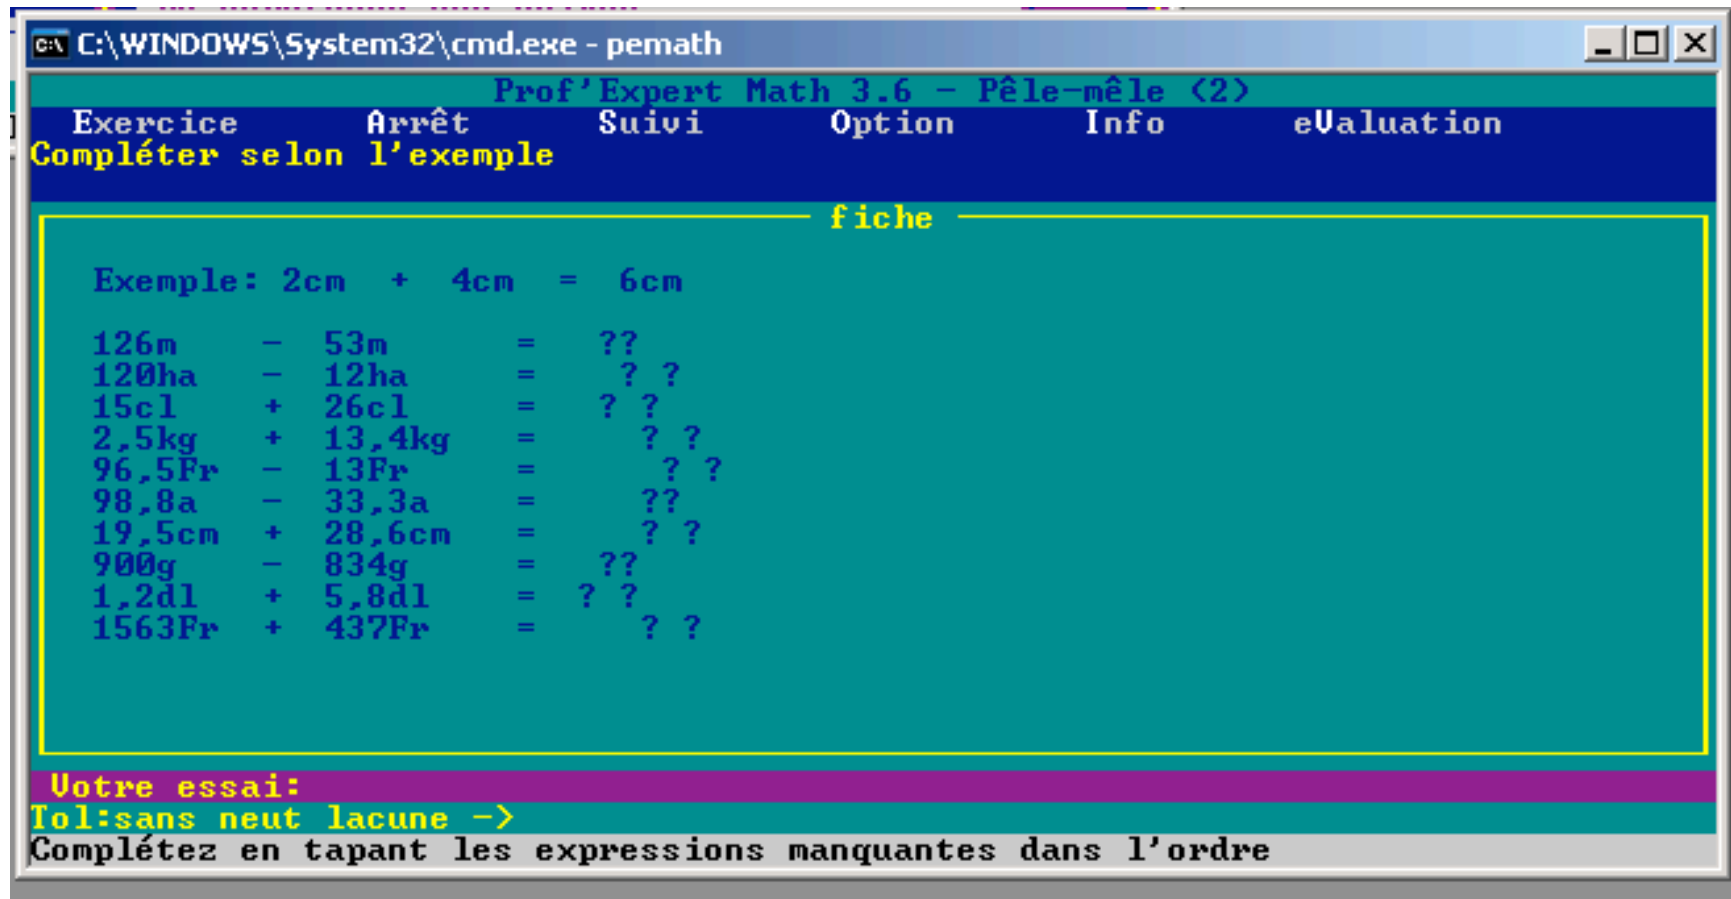 C:\WINDOWS\System32\cmd.exe - pemath
Prof'Expert Math 3.6 - Pêle-mêle (2)
Exercice Arrêt Suivi Option Info eValuation
Compléter selon l'exemple
fiche
Exemple: 2cm + 4cm = 6cm
126m - 53m = ??
120ha - 12ha = ? ?
15cl + 26cl = ? ?
2,5kg + 13,4kg = ? ?
96,5Fr - 13Fr = ? ?
98,8a - 33,3a = ??
19,5cm + 28,6cm = ? ?
900g - 834g = ??
1,2dl + 5,8dl = ? ?
1563Fr + 437Fr = ? ?
Votre essai:
Tol:sans neut lacune ->
Complétez en tapant les expressions manquantes dans l'ordre